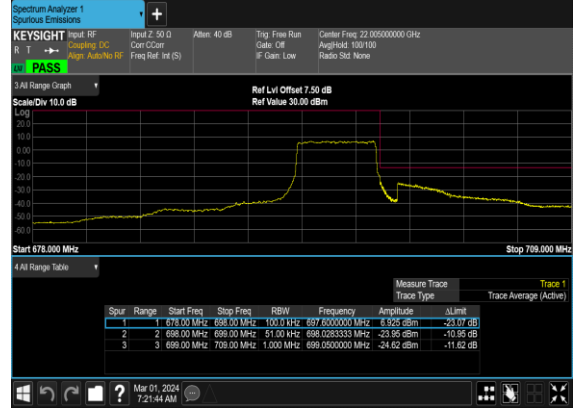 Spectrum Analyzer 1
Spurious Emissions
+
KEYSIGHT Input: RF Input Z: 50 Ω Atten: 40 dB Trig: Free Run Center Freq: 22.005000000 GHz
R T Coupling: DC Corr CCorr Gate: Off Avg|Hold: 100/100
Align: Auto/No RF Freq Ref: Int (S) IF Gain: Low Radio Std: None
PASS
3 All Range Graph
Ref Lvl Offset 7.50 dB
Scale/Div 10.0 dB Ref Value 30.00 dBm
Log
20.0
10.0
0.00
-10.0
-20.0
-30.0
-40.0
-50.0
-60.0
Start 678.000 MHz Stop 709.000 MHz
4 All Range Table
Measure Trace Trace 1
Trace Type Trace Average (Active)
Spur Range Start Freq Stop Freq RBW Frequency Amplitude ΔLimit
1 1 678.00 MHz 698.00 MHz 100.0 kHz 697.6000000 MHz 6.925 dBm -23.07 dB
2 2 698.00 MHz 699.00 MHz 51.00 kHz 698.0283333 MHz -23.95 dBm -10.95 dB
3 3 699.00 MHz 709.00 MHz 1.000 MHz 699.0500000 MHz -24.62 dBm -11.62 dB
? Mar 01, 2024
7:21:44 AM